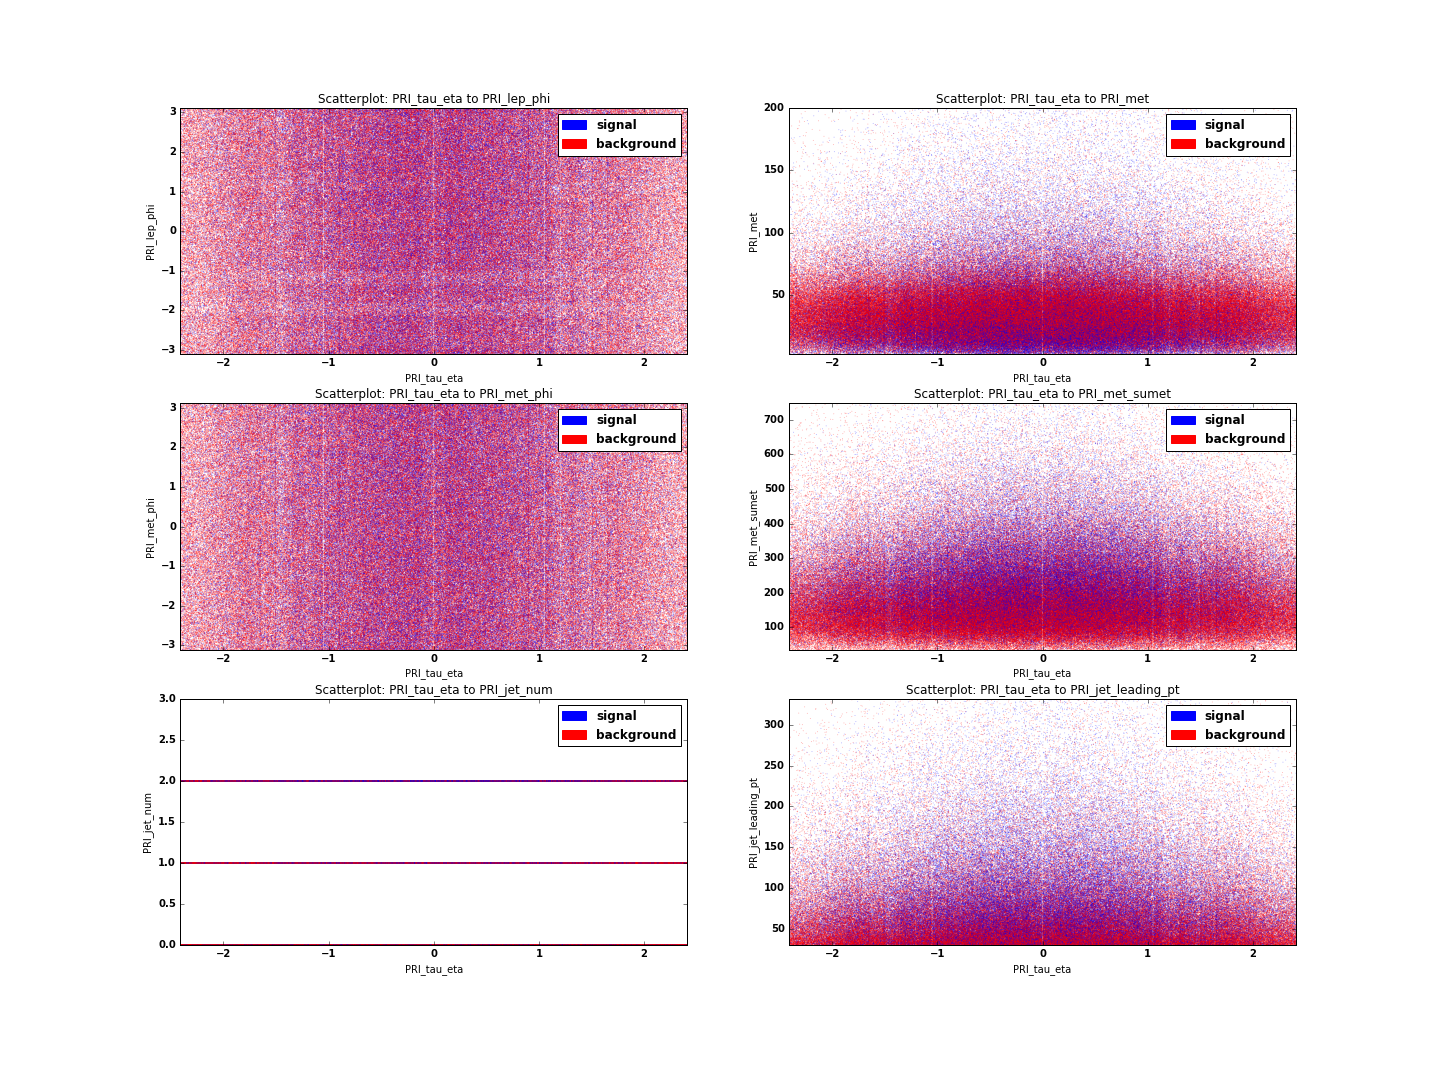 Scatterplot: PRI_tau_eta to PRI_lep_phi
3
2
1
0
−1
−2
−3
PRI_lep_phi
signal
background
−2 −1 0 1 2
PRI_tau_eta
Scatterplot: PRI_tau_eta to PRI_met
200
150
100
50
PRI_met
signal
background
−2 −1 0 1 2
PRI_tau_eta
Scatterplot: PRI_tau_eta to PRI_met_phi
3
2
1
0
−1
−2
−3
PRI_met_phi
signal
background
−2 −1 0 1 2
PRI_tau_eta
Scatterplot: PRI_tau_eta to PRI_met_sumet
700
600
500
400
300
200
100
PRI_met_sumet
signal
background
−2 −1 0 1 2
PRI_tau_eta
Scatterplot: PRI_tau_eta to PRI_jet_num
3.0
2.5
2.0
1.5
1.0
0.5
0.0
PRI_jet_num
signal
background
−2 −1 0 1 2
PRI_tau_eta
Scatterplot: PRI_tau_eta to PRI_jet_leading_pt
300
250
200
150
100
50
PRI_jet_leading_pt
signal
background
−2 −1 0 1 2
PRI_tau_eta